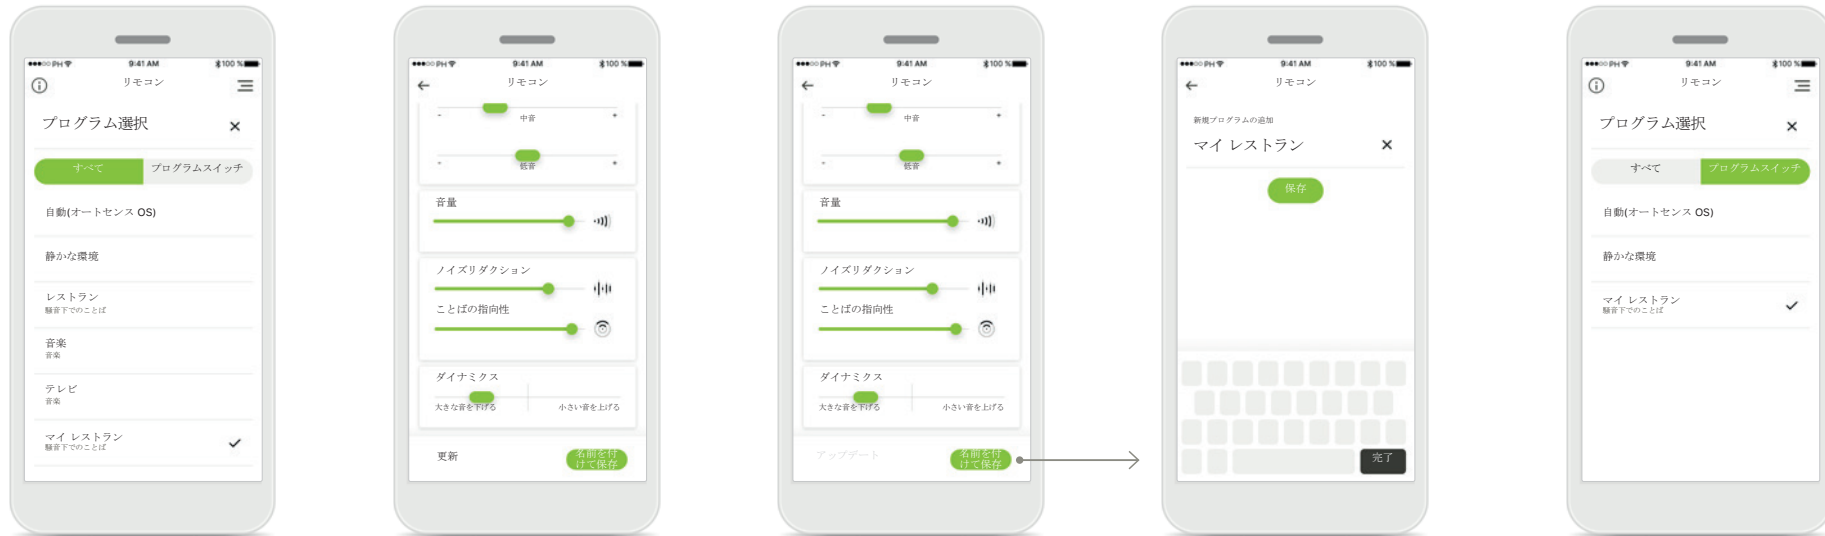 ●●●○○ PH 9:41 AM 100 %
リモコン
プログラム選択
すべて プログラムスイッチ
自動(オートセンス OS)
静かな環境
レストラン
騒音下でのことば
音楽
音楽
テレビ
音楽
マイ レストラン
騒音下でのことば
●●●○○ PH 9:41 AM 100 %
リモコン
- 中音 +
- 低音 +
音量
ノイズリダクション
ことばの指向性
ダイナミクス
大きな音を下げる 小さい音を上げる
更新 名前を付
けて保存
●●●○○ PH 9:41 AM 100 %
リモコン
- 中音 +
- 低音 +
音量
ノイズリダクション
ことばの指向性
ダイナミクス
大きな音を下げる 小さい音を上げる
アップデート 名前を付
けて保存
●●●○○ PH 9:41 AM 100 %
リモコン
新規プログラムの追加
マイ レストラン
保存
完了
●●●○○ PH 9:41 AM 100 %
リモコン
プログラム選択
すべて プログラムスイッチ
自動(オートセンス OS)
静かな環境
マイ レストラン
騒音下でのことば